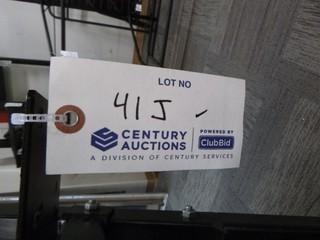 LOT NO
41J -
CENTURY
AUCTIONS
POWERED BY
ClubBid
A DIVISION OF CENTURY SERVICES